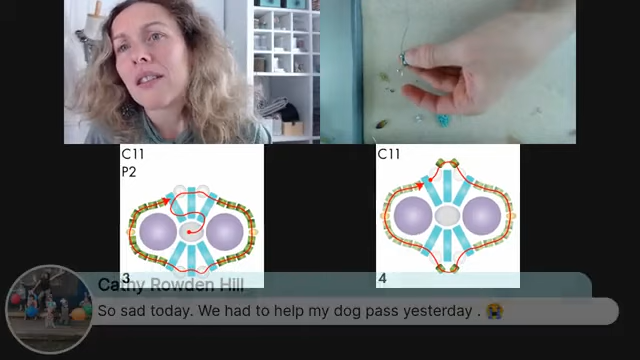 C11
P2
C11
3
4
Cathy Rowden Hill
So sad today. We had to help my dog pass yesterday . 😭